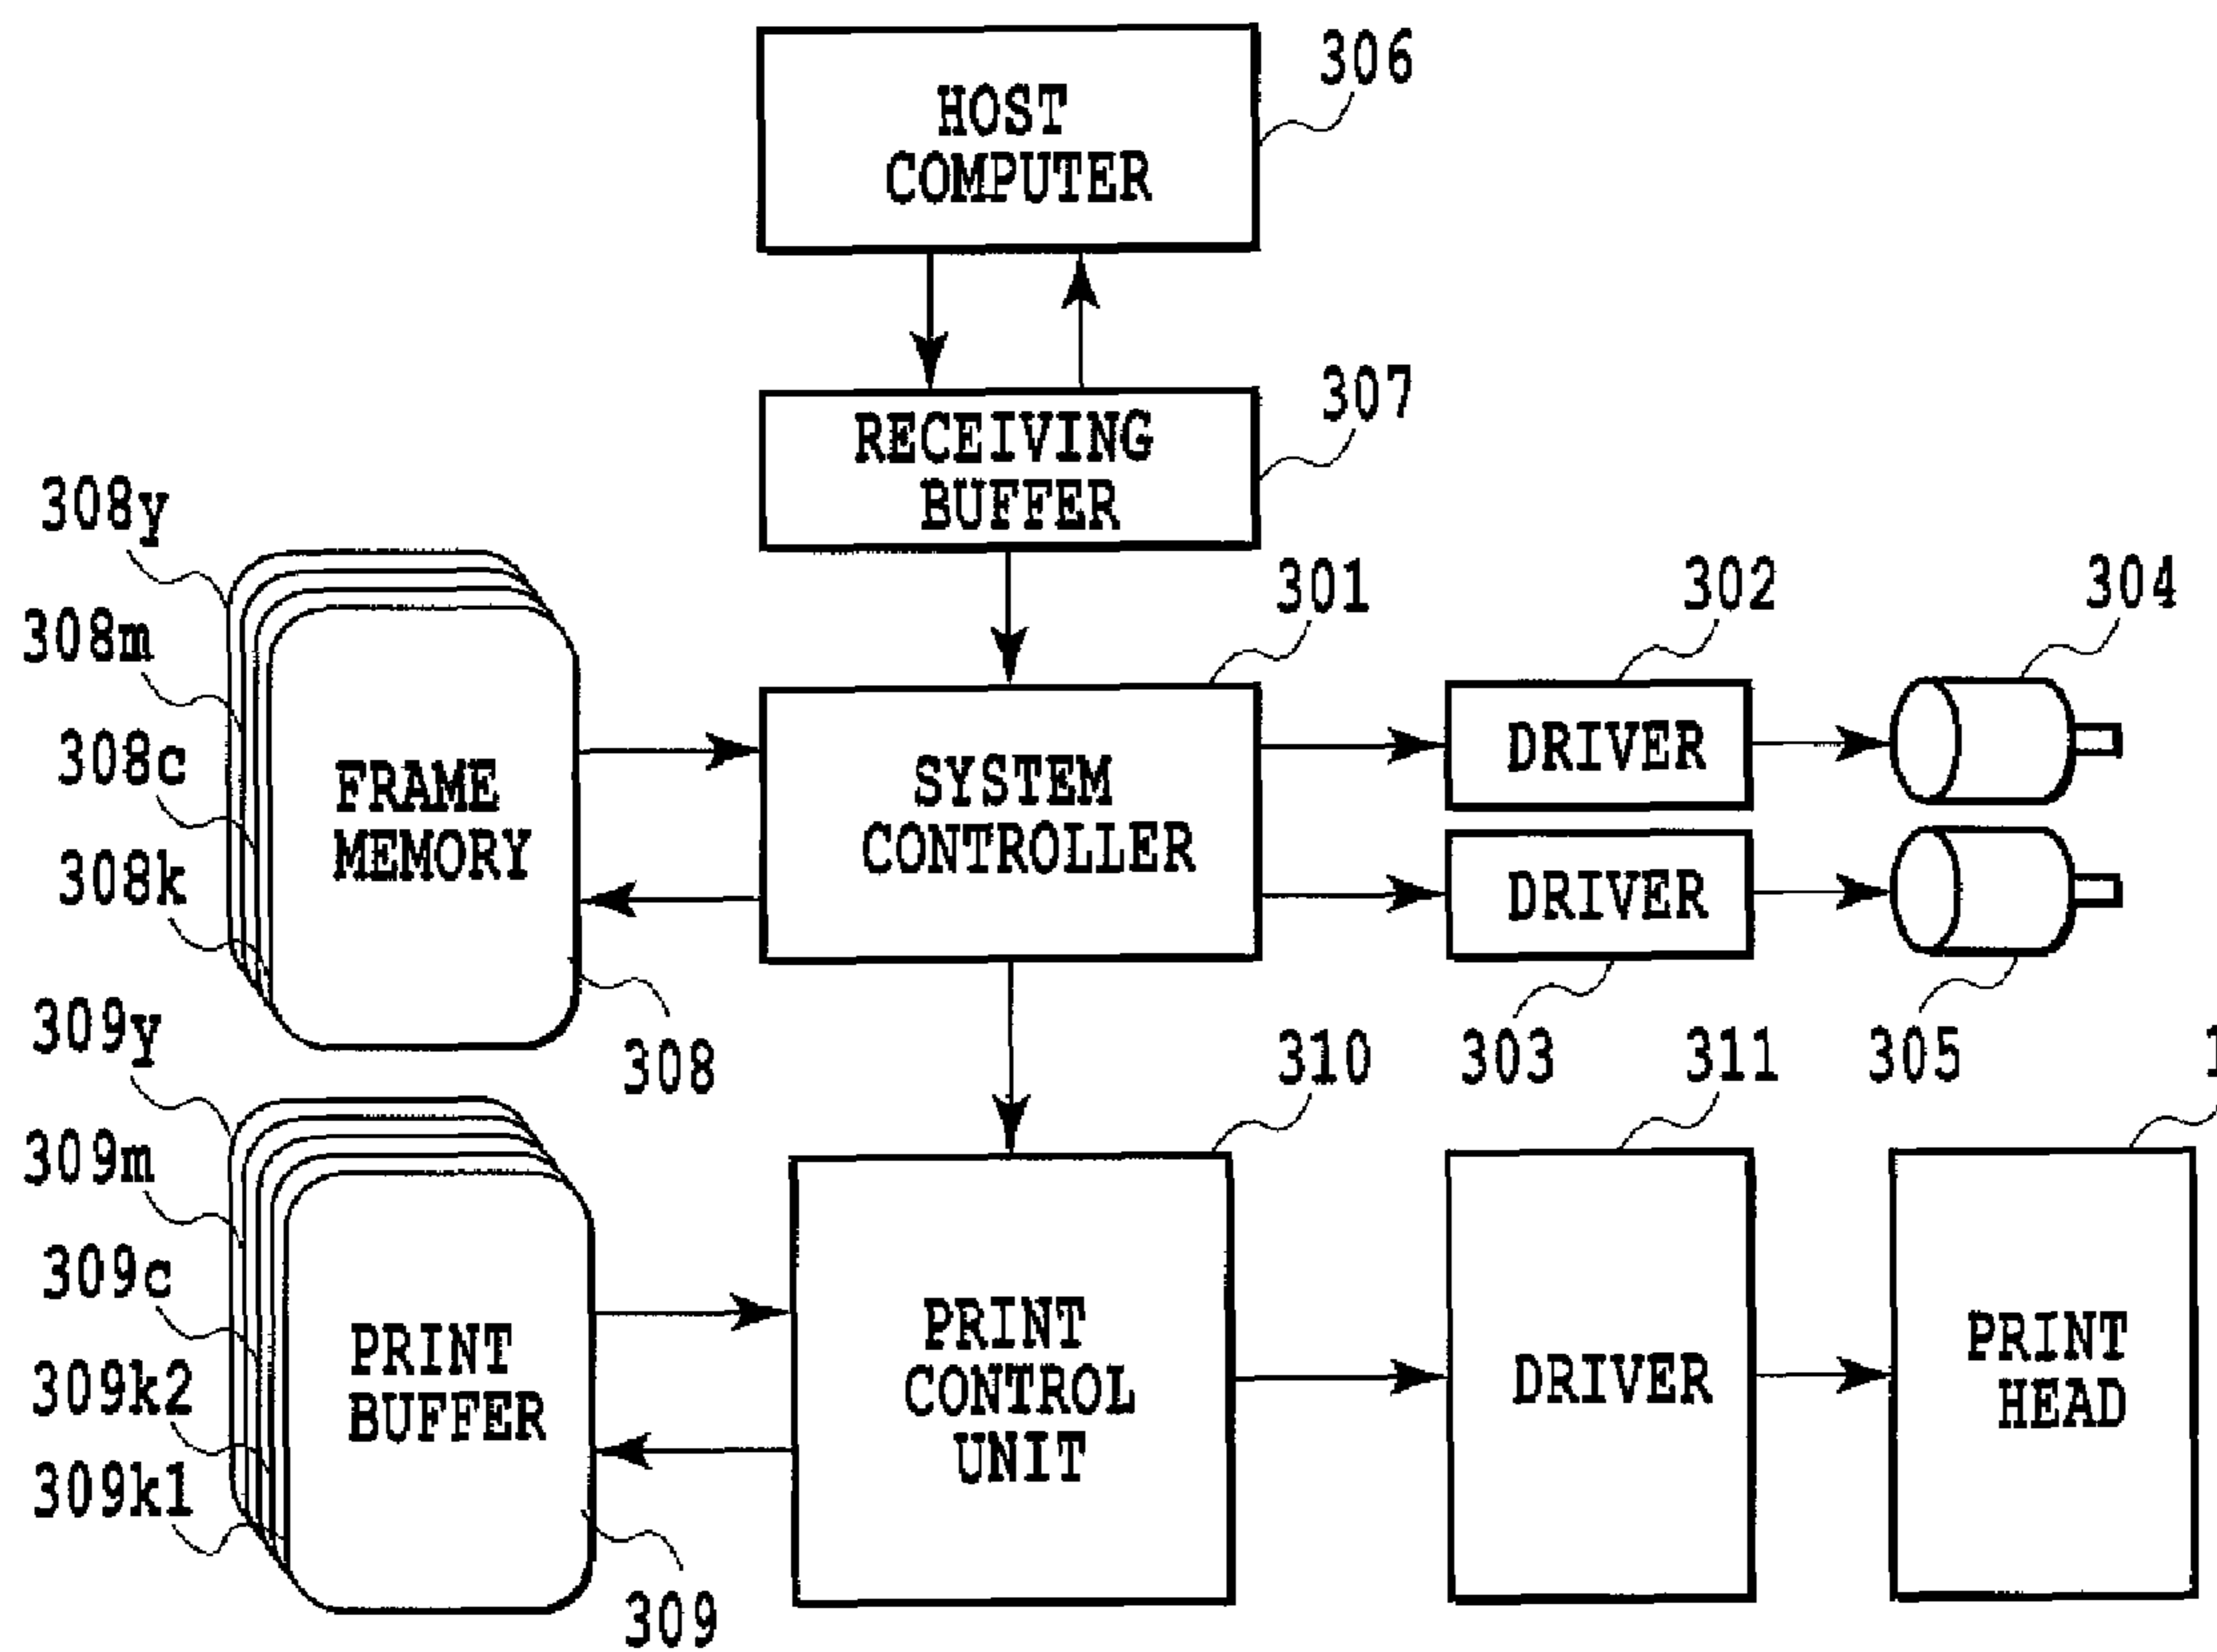 306
HOST
COMPUTER
307
RECEIVING
BUFFER
308y
301
302
304
308m
308c
308k
FRAME
MEMORY
SYSTEM
CONTROLLER
DRIVER
DRIVER
308
303
305
309y
310
311
309m
309c
309k2
309k1
PRINT
BUFFER
PRINT
CONTROL
UNIT
DRIVER
PRINT
HEAD
309